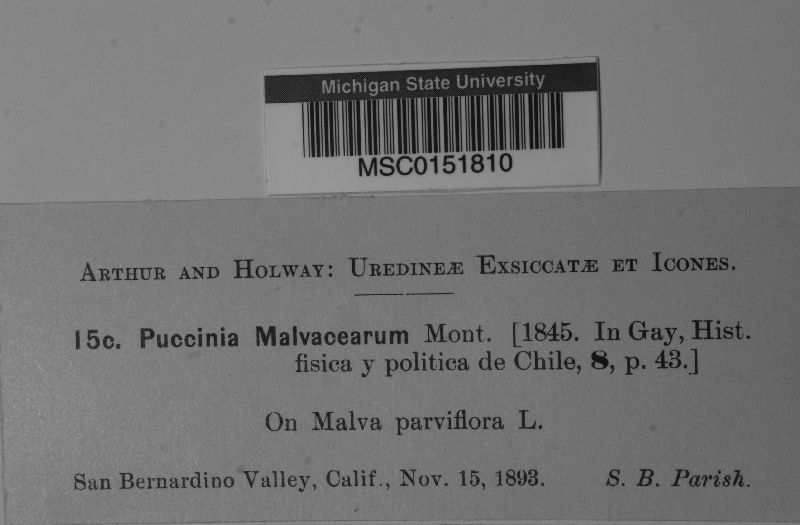 Michigan State University
MSC0151810
Arthur and Holway: Uredineæ Exsiccatæ et Icones.
15c. Puccinia Malvacearum Mont. [1845. In Gay, Hist.
fisica y politica de Chile, 8, p. 43.]
On Malva parviflora L.
San Bernardino Valley, Calif., Nov. 15, 1893. S. B. Parish.